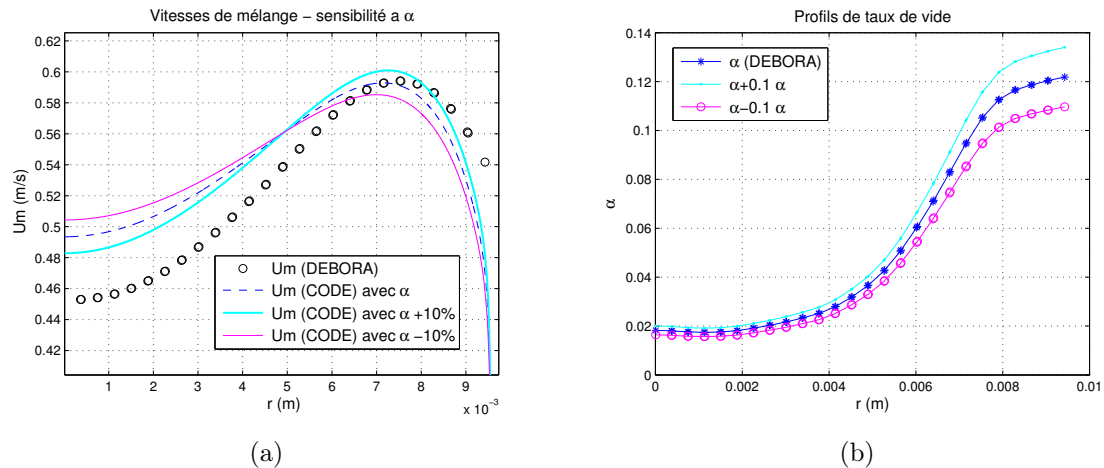 Vitesses de mélange − sensibilité a α
0.62
0.6
0.58
0.56
0.54
0.52
0.5
0.48
0.46
0.44
0.42
Um (m/s)
Um (DEBORA)
Um (CODE) avec α
Um (CODE) avec α +10%
Um (CODE) avec α −10%
1 2 3 4 5 6 7 8 9
x 10⁻³
r (m)
(a)
Profils de taux de vide
0.14
0.12
0.1
0.08
0.06
0.04
0.02
0
α
α (DEBORA)
α+0.1 α
α−0.1 α
0 0.002 0.004 0.006 0.008 0.01
r (m)
(b)